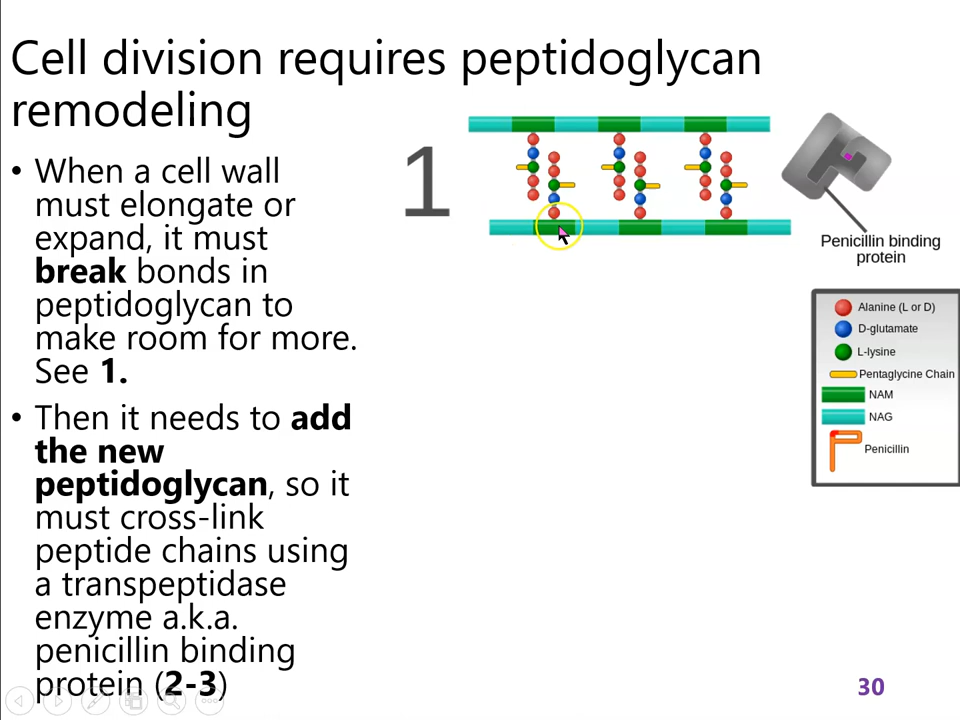 Cell division requires peptidoglycan
remodeling
• When a cell wall
must elongate or
expand, it must
break bonds in
peptidoglycan to
make room for more.
See 1.
• Then it needs to add
the new
peptidoglycan, so it
must cross-link
peptide chains using
a transpeptidase
enzyme a.k.a.
penicillin binding
protein (2-3)
1
Penicillin binding
protein
Alanine (L or D)
D-glutamate
L-lysine
Pentaglycine Chain
NAM
NAG
Penicillin
30